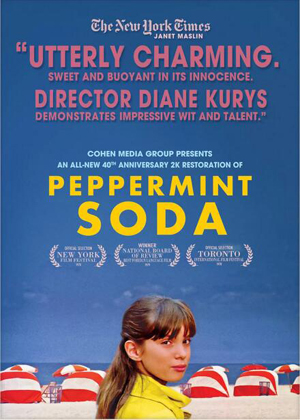 The New York Times
JANET MASLIN
“UTTERLY CHARMING.
SWEET AND BUOYANT IN ITS INNOCENCE.
DIRECTOR DIANE KURYS
DEMONSTRATES IMPRESSIVE WIT AND TALENT.”
COHEN MEDIA GROUP PRESENTS
AN ALL-NEW 40TH ANNIVERSARY 2K RESTORATION OF
PEPPERMINT
SODA
OFFICIAL SELECTION
NEW YORK
FILM FESTIVAL
WINNER
NATIONAL BOARD
OF REVIEW
OFFICIAL SELECTION
TORONTO
INTERNATIONAL FILM FESTIVAL